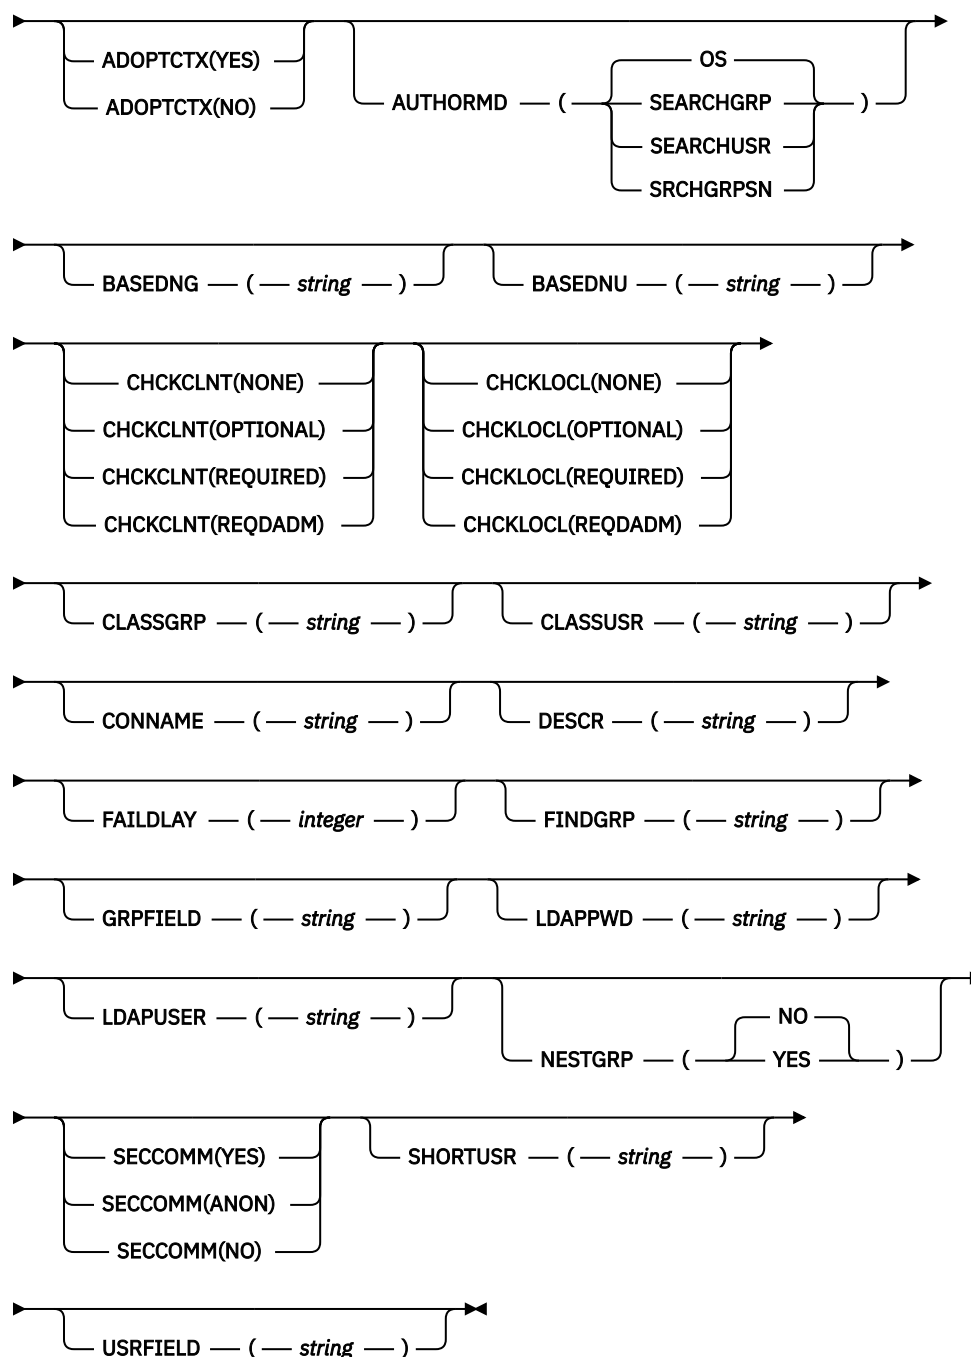 ADOPTCTX(YES)
ADOPTCTX(NO)
AUTHORMD ( OS
SEARCHGRP
SEARCHUSR
SRCHGRPSN )
BASEDNG ( string ) BASEDNU ( string )
CHCKCLNT(NONE) CHCKLOCL(NONE)
CHCKCLNT(OPTIONAL) CHCKLOCL(OPTIONAL)
CHCKCLNT(REQUIRED) CHCKLOCL(REQUIRED)
CHCKCLNT(REQDADM) CHCKLOCL(REQDADM)
CLASSGRP ( string ) CLASSUSR ( string )
CONNAME ( string ) DESCR ( string )
FAILDLAY ( integer ) FINDGRP ( string )
GRPFIELD ( string ) LDAPPWD ( string )
LDAPUSER ( string ) NESTGRP ( NO
YES )
SECCOMM(YES) SHORTUSR ( string )
SECCOMM(ANON)
SECCOMM(NO)
USRFIELD ( string )